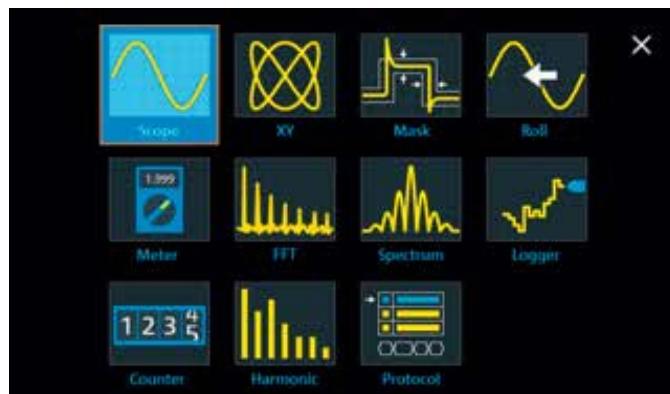 Scope XY Mask Roll
1.999
Meter FFT Spectrum Logger
1 2 3 4 5
Counter Harmonic Protocol